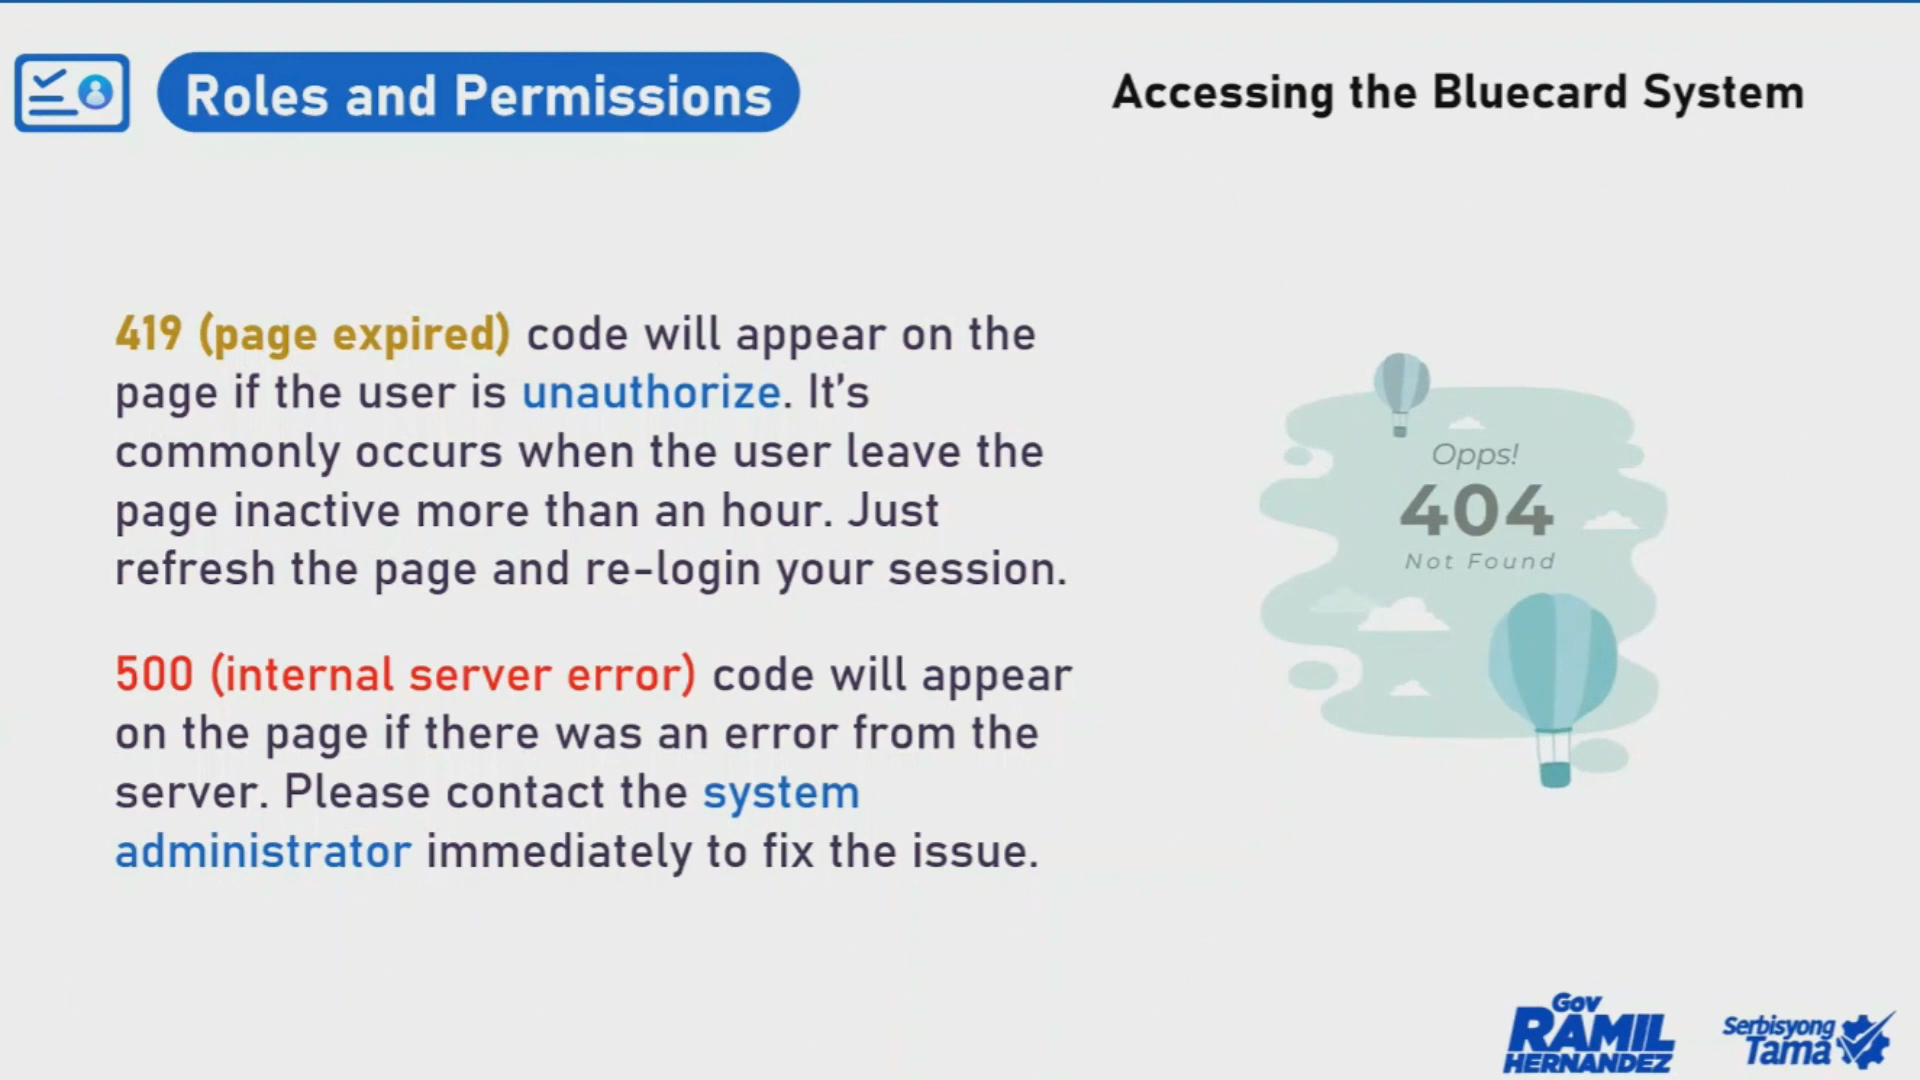 Roles and Permissions
Accessing the Bluecard System
419 (page expired) code will appear on the
page if the user is unauthorize. It's
commonly occurs when the user leave the
page inactive more than an hour. Just
refresh the page and re-login your session.
500 (internal server error) code will appear
on the page if there was an error from the
server. Please contact the system
administrator immediately to fix the issue.
Opps!
404
Not Found
Gov
RAMIL
HERNANDEZ
Serbisyong
Tama